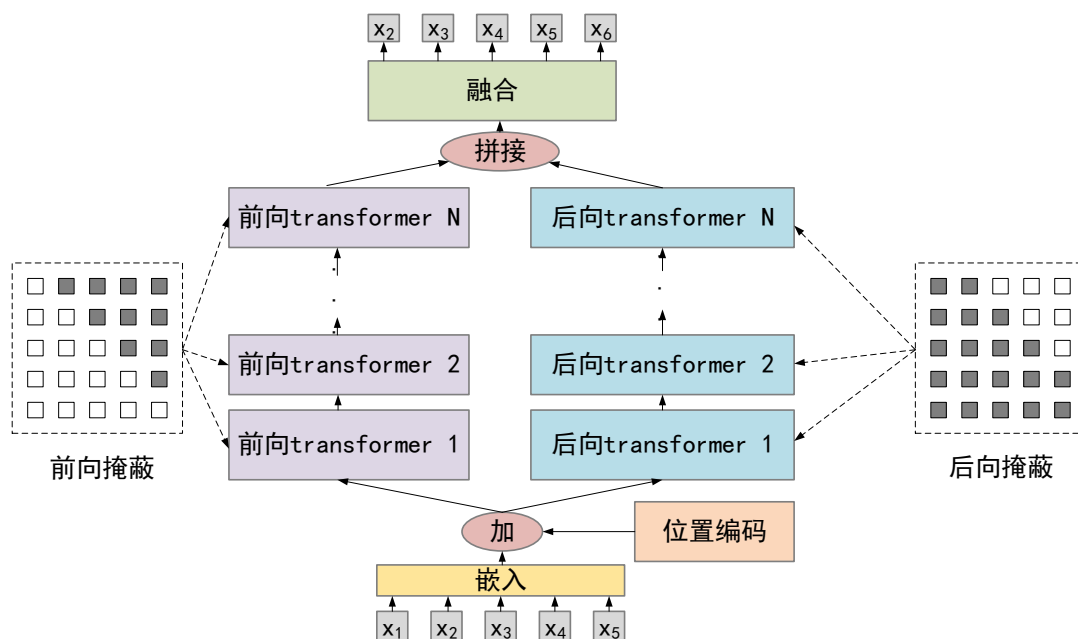 x₂ x₃ x₄ x₅ x₆
融合
拼接
前向transformer N
后向transformer N
前向transformer 2
后向transformer 2
前向transformer 1
后向transformer 1
前向掩蔽
后向掩蔽
加
位置编码
嵌入
x₁ x₂ x₃ x₄ x₅